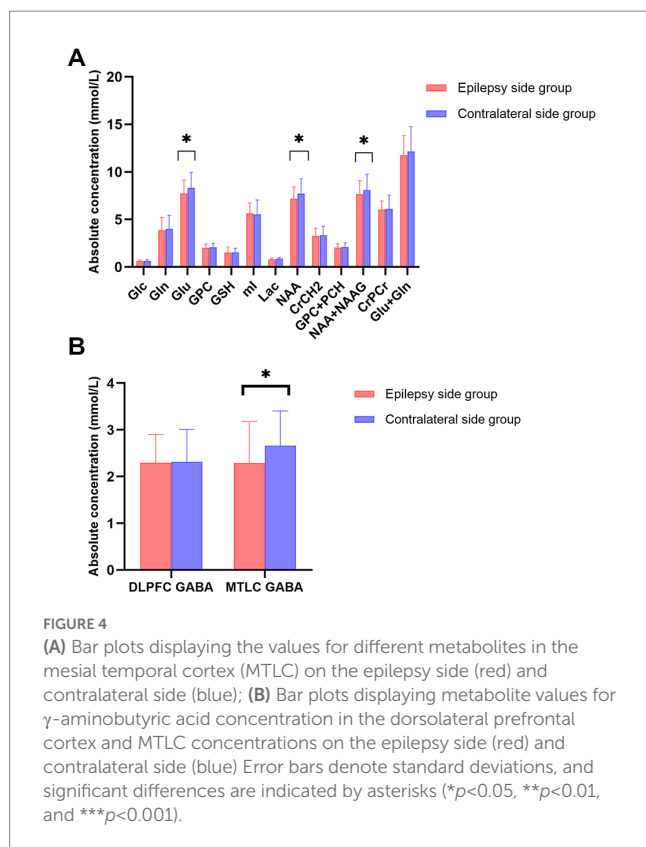 A
Absolute concentration (mmol/L)
20
15
10
5
0
*
*
*
Epilepsy side group
Contralateral side group
Glc
Gln
Glu
GPC
GSH
mI
Lac
NAA
CrCH2
GPC+PCH
NAA+NAAG
CrPCr
Glu+Gln
B
Absolute concentration (mmol/L)
4
3
2
1
0
*
Epilepsy side group
Contralateral side group
DLPFC GABA
MTLC GABA
FIGURE 4
(A) Bar plots displaying the values for different metabolites in the
mesial temporal cortex (MTLC) on the epilepsy side (red) and
contralateral side (blue); (B) Bar plots displaying metabolite values for
γ-aminobutyric acid concentration in the dorsolateral prefrontal
cortex and MTLC concentrations on the epilepsy side (red) and
contralateral side (blue) Error bars denote standard deviations, and
significant differences are indicated by asterisks (*p<0.05, **p<0.01,
and ***p<0.001).